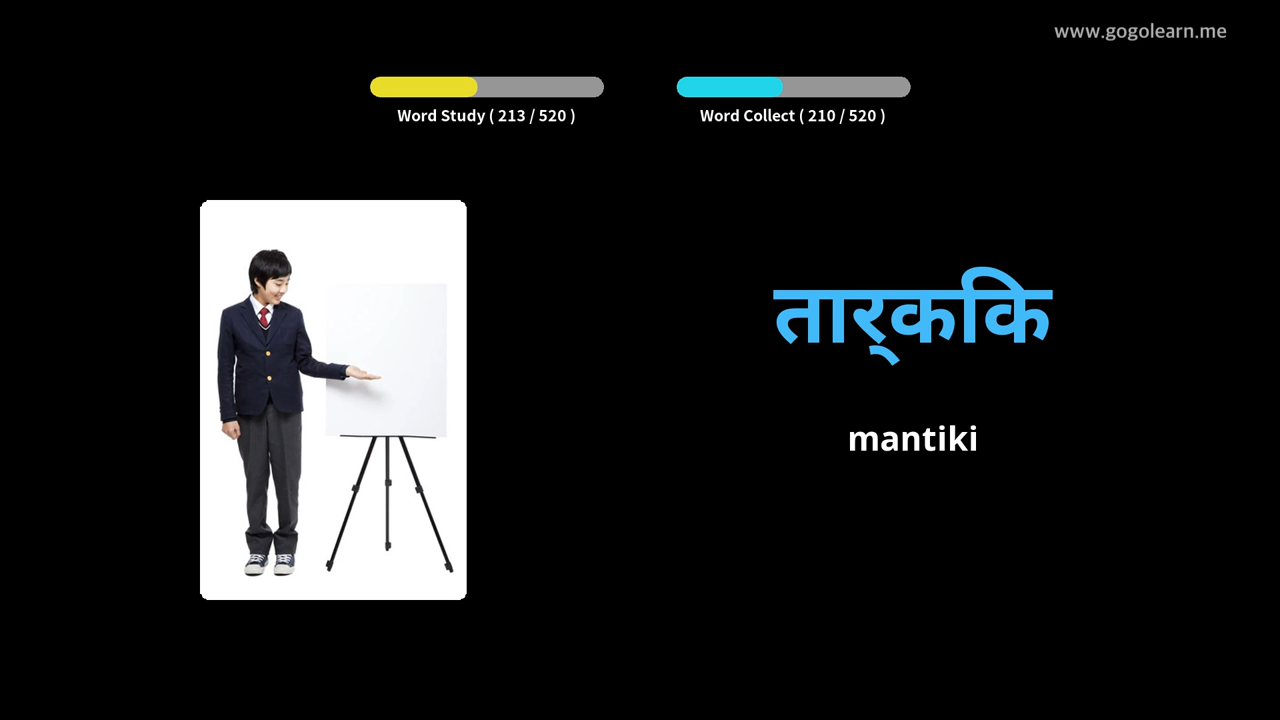 www.gogolearn.me
Word Study ( 213 / 520 )
Word Collect ( 210 / 520 )
तार्‌ककि
mantiki